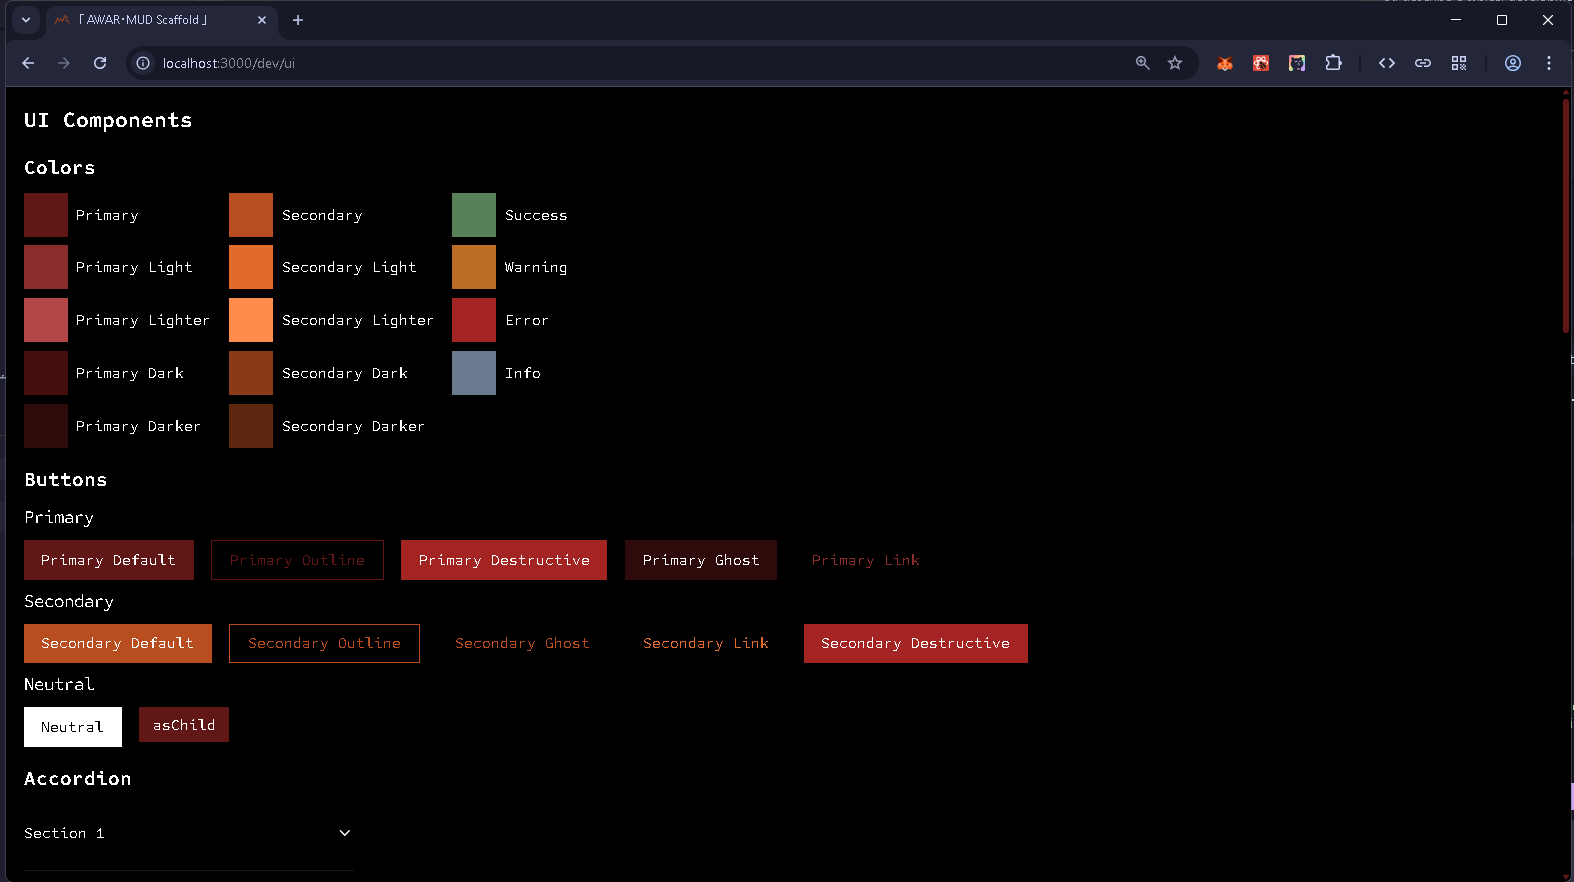 「 AWAR･MUD Scaffold 」
localhost:3000/dev/ui
UI Components
Colors
Primary Secondary Success
Primary Light Secondary Light Warning
Primary Lighter Secondary Lighter Error
Primary Dark Secondary Dark Info
Primary Darker Secondary Darker
Buttons
Primary
Primary Default Primary Outline Primary Destructive Primary Ghost Primary Link
Secondary
Secondary Default Secondary Outline Secondary Ghost Secondary Link Secondary Destructive
Neutral
Neutral asChild
Accordion
Section 1